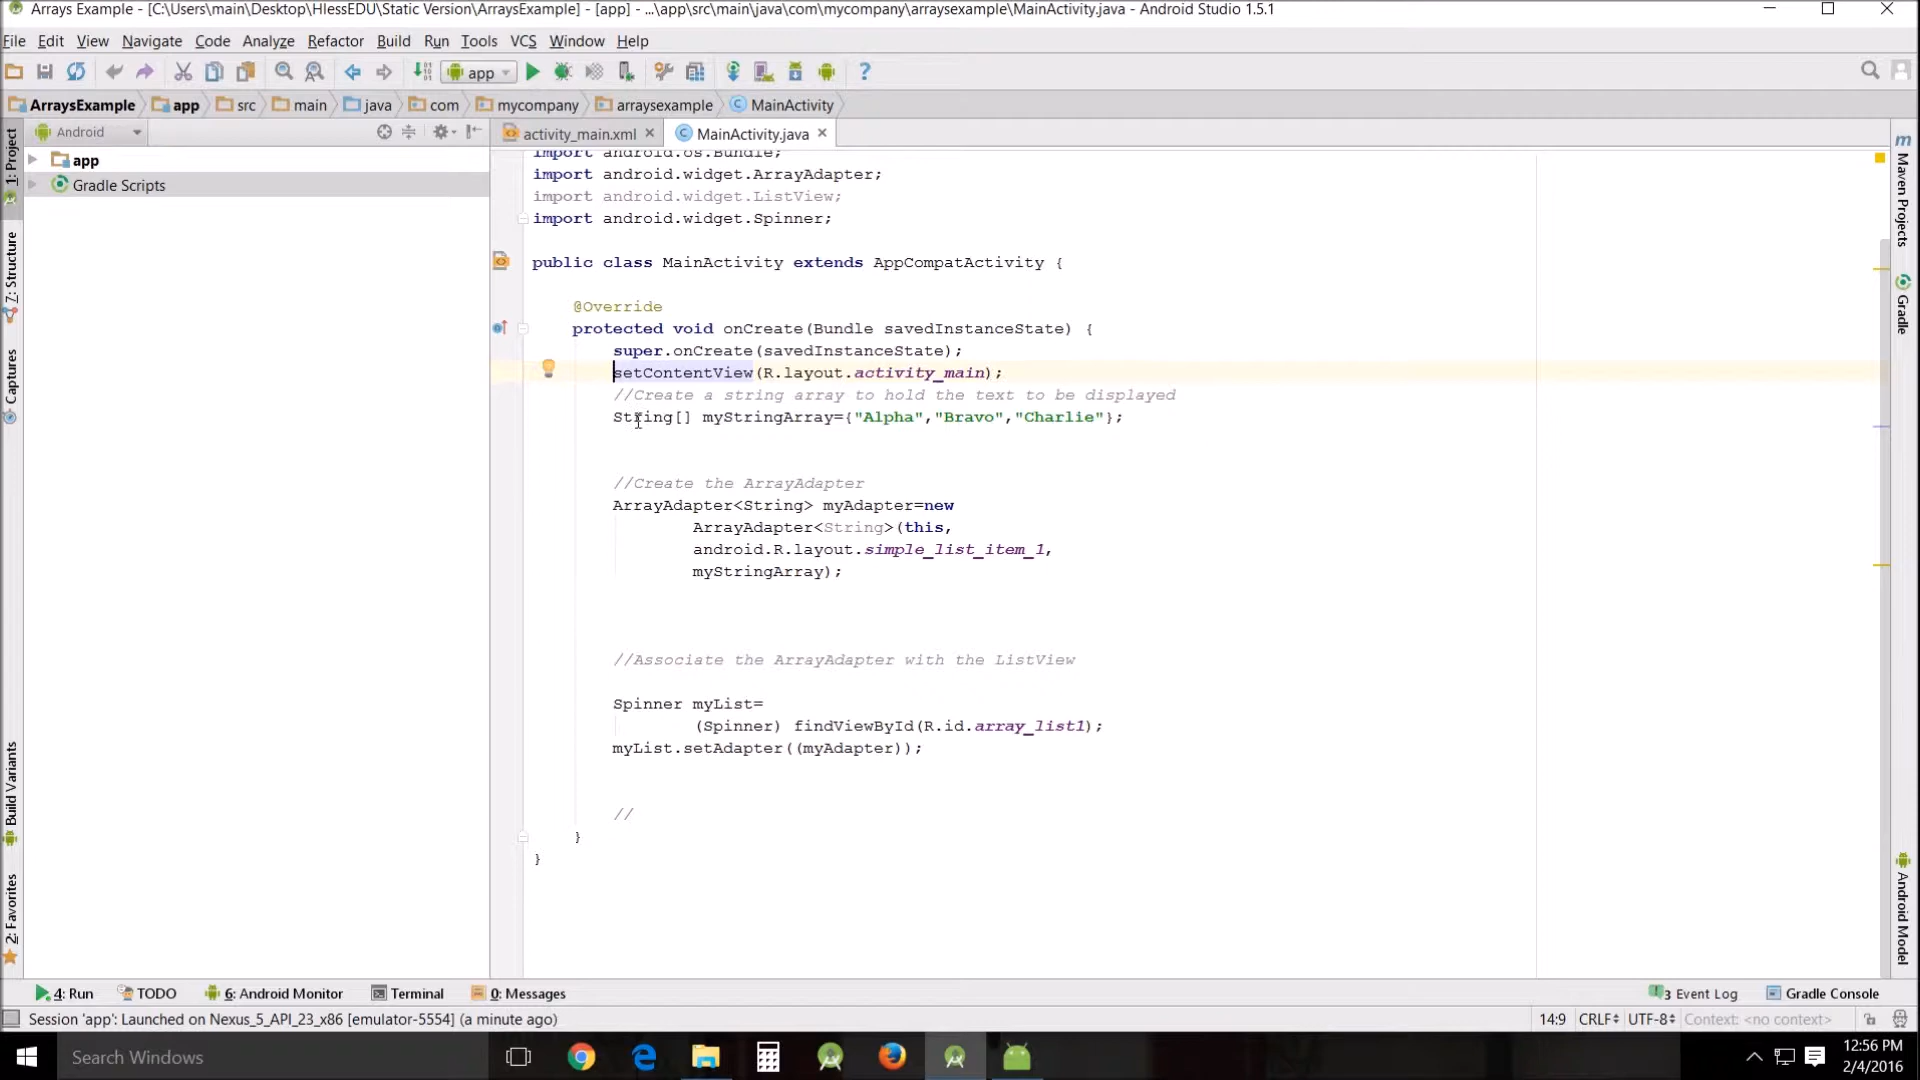 Arrays Example - [C:\Users\main\Desktop\HlessEDU\Static Version\ArraysExample] - [app] - ...\app\src\main\java\com\mycompany\arraysexample\MainActivity.java - Android Studio 1.5.1
File Edit View Navigate Code Analyze Refactor Build Run Tools VCS Window Help
app
ArraysExample app src main java com mycompany arraysexample MainActivity
Android
activity_main.xml MainActivity.java
1: Project
7: Structure
Captures
Build Variants
2: Favorites
app
Gradle Scripts
import android.os.Bundle;
import android.widget.ArrayAdapter;
import android.widget.ListView;
import android.widget.Spinner;
public class MainActivity extends AppCompatActivity {
@Override
protected void onCreate(Bundle savedInstanceState) {
super.onCreate(savedInstanceState);
setContentView(R.layout.activity_main);
//Create a string array to hold the text to be displayed
String[] myStringArray={"Alpha","Bravo","Charlie"};
//Create the ArrayAdapter
ArrayAdapter<String> myAdapter=new
ArrayAdapter<String>(this,
android.R.layout.simple_list_item_1,
myStringArray);
//Associate the ArrayAdapter with the ListView
Spinner myList=
(Spinner) findViewById(R.id.array_list1);
myList.setAdapter((myAdapter));
//
}
}
Maven Projects
Gradle
Android Model
4: Run TODO 6: Android Monitor Terminal 0: Messages
3 Event Log Gradle Console
Session 'app': Launched on Nexus_5_API_23_x86 [emulator-5554] (a minute ago)
14:9 CRLF UTF-8 Context: <no context>
Search Windows
12:56 PM
2/4/2016